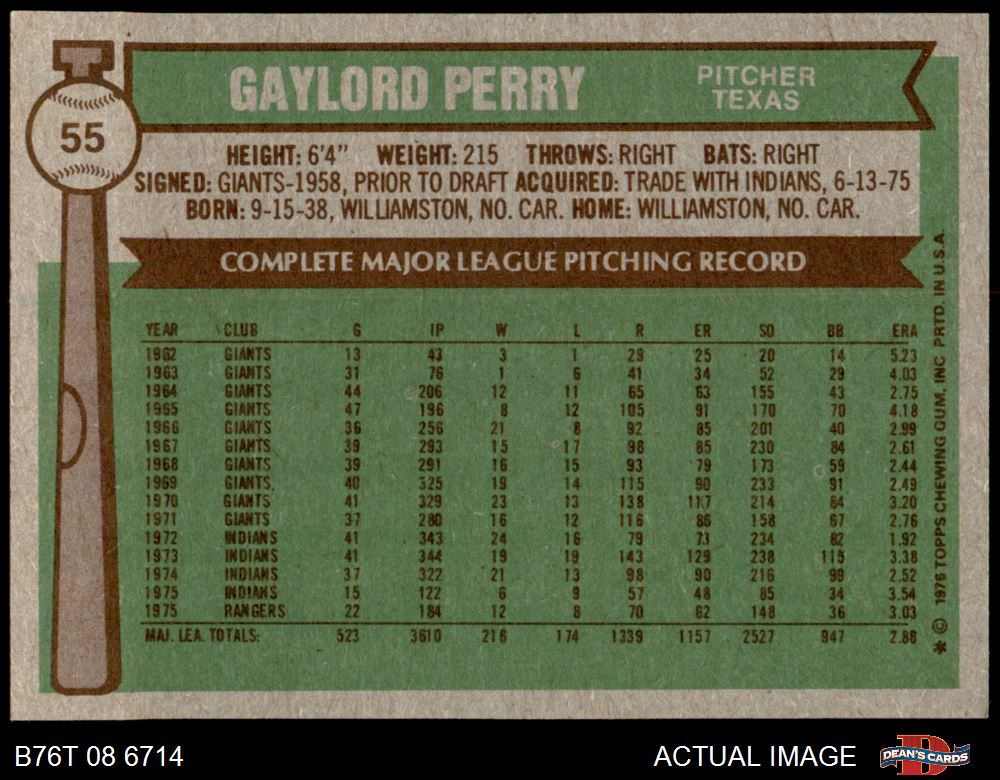 GAYLORD PERRY
PITCHER
TEXAS
55
HEIGHT: 6'4" WEIGHT: 215 THROWS: RIGHT BATS: RIGHT
SIGNED: GIANTS-1958, PRIOR TO DRAFT ACQUIRED: TRADE WITH INDIANS, 6-13-75
BORN: 9-15-38, WILLIAMSTON, NO. CAR. HOME: WILLIAMSTON, NO. CAR.
COMPLETE MAJOR LEAGUE PITCHING RECORD
YEAR CLUB G IP W L R ER SO BB ERA
1962 GIANTS 13 43 3 1 29 25 20 14 5.23
1963 GIANTS 31 76 1 6 41 34 52 29 4.03
1964 GIANTS 44 206 12 11 65 63 155 43 2.75
1965 GIANTS 47 196 8 12 105 91 170 70 4.18
1966 GIANTS 36 256 21 8 92 85 201 40 2.99
1967 GIANTS 39 293 15 17 98 85 230 84 2.61
1968 GIANTS 39 291 16 15 93 79 173 59 2.44
1969 GIANTS 40 325 19 14 115 90 233 91 2.49
1970 GIANTS 41 329 23 13 138 117 214 84 3.20
1971 GIANTS 37 280 16 12 116 86 158 67 2.76
1972 INDIANS 41 343 24 16 79 73 234 82 1.92
1973 INDIANS 41 344 19 19 143 129 238 115 3.38
1974 INDIANS 37 322 21 13 98 90 216 99 2.52
1975 INDIANS 15 122 6 9 57 48 85 34 3.54
1975 RANGERS 22 184 12 8 70 62 148 36 3.03
MAJ. LEA. TOTALS: 523 3610 216 174 1339 1157 2527 947 2.88
* © 1976 TOPPS CHEWING GUM, INC PRTD. IN U.S.A.
B76T 08 6714
ACTUAL IMAGE
DEAN'S CARDS